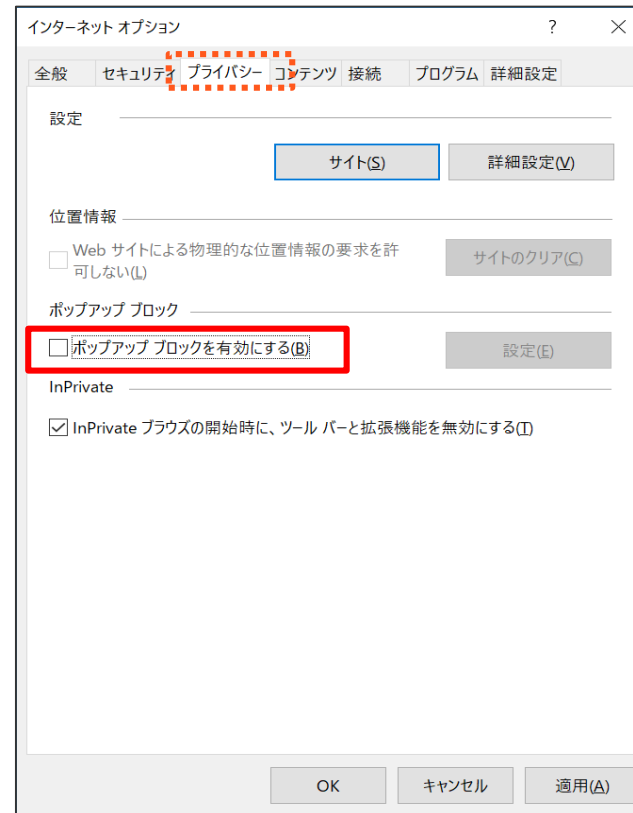 インターネット オプション ? ×
全般 セキュリティ プライバシー コンテンツ 接続 プログラム 詳細設定
設定
サイト(S) 詳細設定(V)
位置情報
Web サイトによる物理的な位置情報の要求を許
可しない(L)
サイトのクリア(C)
ポップアップ ブロック
ポップアップ ブロックを有効にする(B) 設定(E)
InPrivate
InPrivate ブラウズの開始時に、ツール バーと拡張機能を無効にする(T)
OK キャンセル 適用(A)